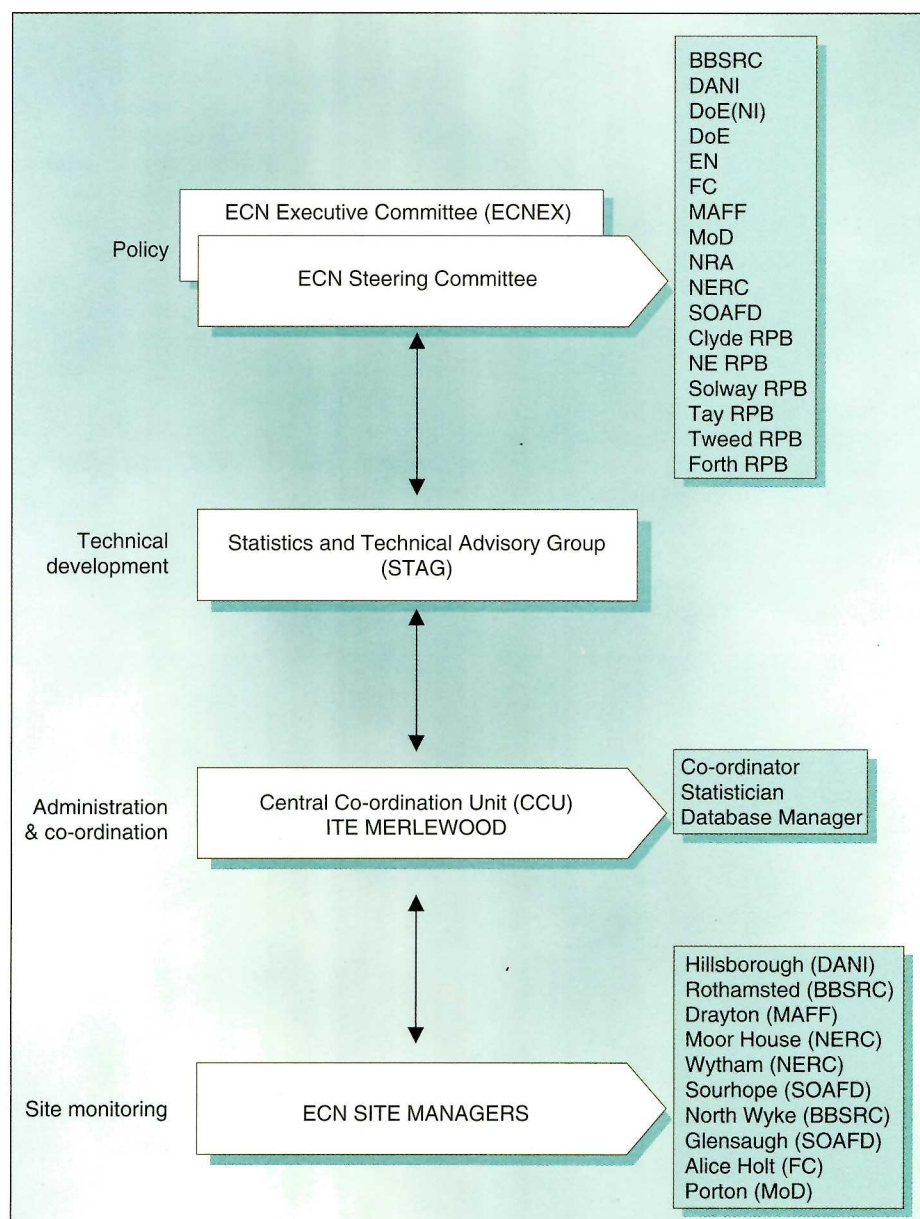 ECN Executive Committee (ECNEX)
Policy
ECN Steering Committee
BBSRC
DANI
DoE(NI)
DoE
EN
FC
MAFF
MoD
NRA
NERC
SOAFD
Clyde RPB
NE RPB
Solway RPB
Tay RPB
Tweed RPB
Forth RPB
Technical
development
Statistics and Technical Advisory Group
(STAG)
Administration
& co-ordination
Central Co-ordination Unit (CCU)
ITE MERLEWOOD
Co-ordinator
Statistician
Database Manager
Site monitoring
ECN SITE MANAGERS
Hillsborough (DANI)
Rothamsted (BBSRC)
Drayton (MAFF)
Moor House (NERC)
Wytham (NERC)
Sourhope (SOAFD)
North Wyke (BBSRC)
Glensaugh (SOAFD)
Alice Holt (FC)
Porton (MoD)